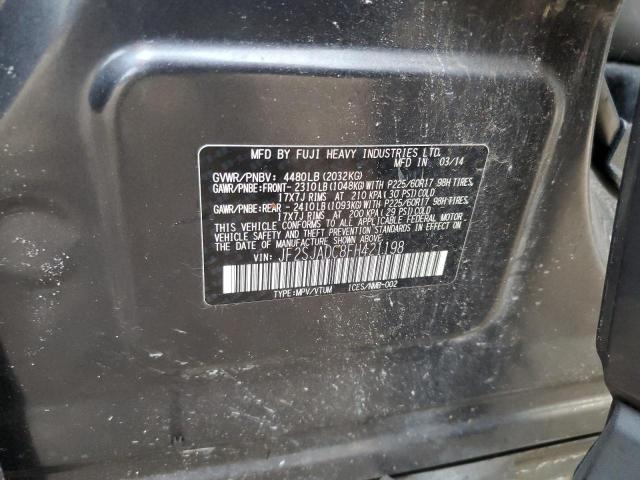 MFD BY FUJI HEAVY INDUSTRIES LTD.
IN 03/14
GVWR/PNBV: 4480LB(2032KG)
GAWR/PNBE:FRONT-2310LB(1048KG)WITH P225/60R17 98H TIRES,
17X7J RIMS AT 210 KPA(30 PSI)COLD
GAWR/PNBE:REAR -2410LB(1093KG)WITH P225/60R17 98H TIRES,
17X7J RIMS AT 200 KPA(29 PSI)COLD
THIS VEHICLE CONFORMS TO ALL APPLICABLE FEDERAL MOTOR
VEHICLE SAFETY AND THEFT PREVENTION STANDARDS IN
EFFECT ON THE DATE OF MANUFACTURE SHOWN ABOVE.
VIN: JF2SJADC8FH421198
TYPE:MPV/VTUM ICES/NMB-002